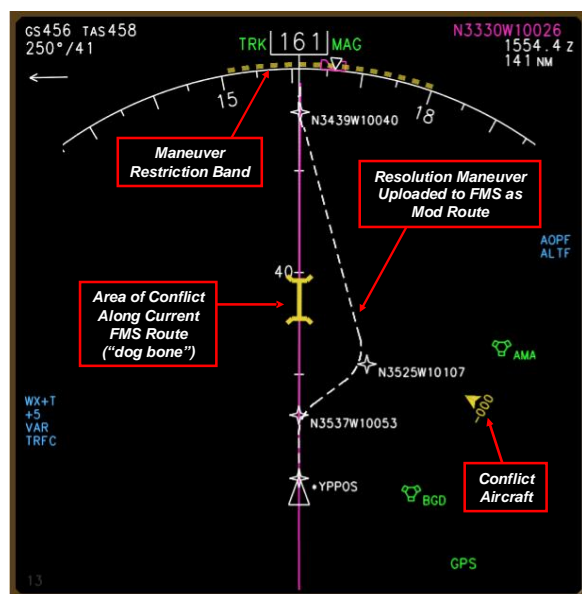 GS456 TAS458
250°/41
TRK 161 MAG
N3330W10026
1554.4 Z
141 NM
15
18
N3439W10040
Maneuver
Restriction Band
Resolution Maneuver
Uploaded to FMS as
Mod Route
AOPF
ALTF
40
Area of Conflict
Along Current
FMS Route
(“dog bone”)
AMA
N3525W10107
WX+T
+5
VAR
TRFC
-000
N3537W10053
Conflict
Aircraft
*YPPOS
BGD
GPS
13